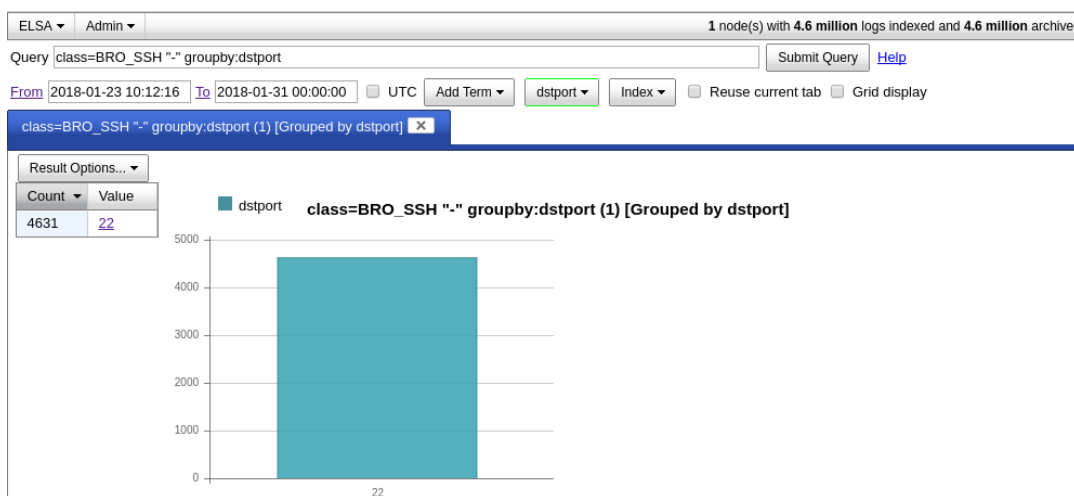 ELSA Admin 1 node(s) with 4.6 million logs indexed and 4.6 million archive
Query class=BRO_SSH "-" groupby:dstport Submit Query Help
From 2018-01-23 10:12:16 To 2018-01-31 00:00:00 UTC Add Term dstport Index Reuse current tab Grid display
class=BRO_SSH "-" groupby:dstport (1) [Grouped by dstport] X
Result Options...
Count Value
4631 22
dstport class=BRO_SSH "-" groupby:dstport (1) [Grouped by dstport]
5000
4000
3000
2000
1000
0
22